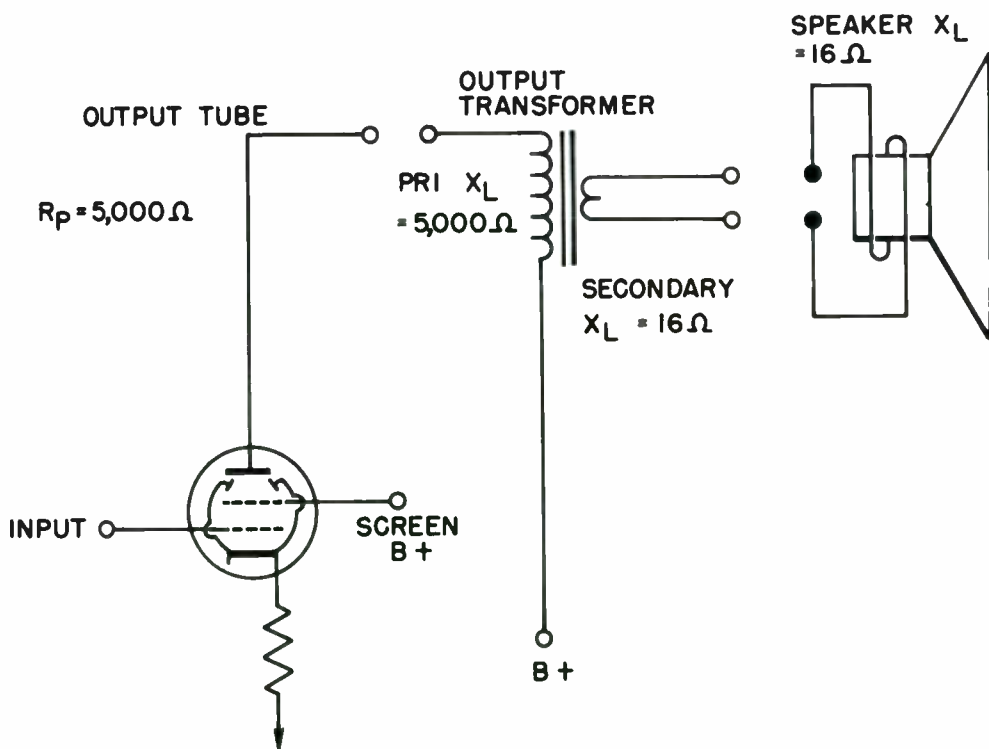 SPEAKER XL
= 16Ω
OUTPUT
TRANSFORMER
OUTPUT TUBE
PRI XL
= 5,000Ω
RP = 5,000Ω
SECONDARY
XL = 16Ω
INPUT
SCREEN
B+
B+